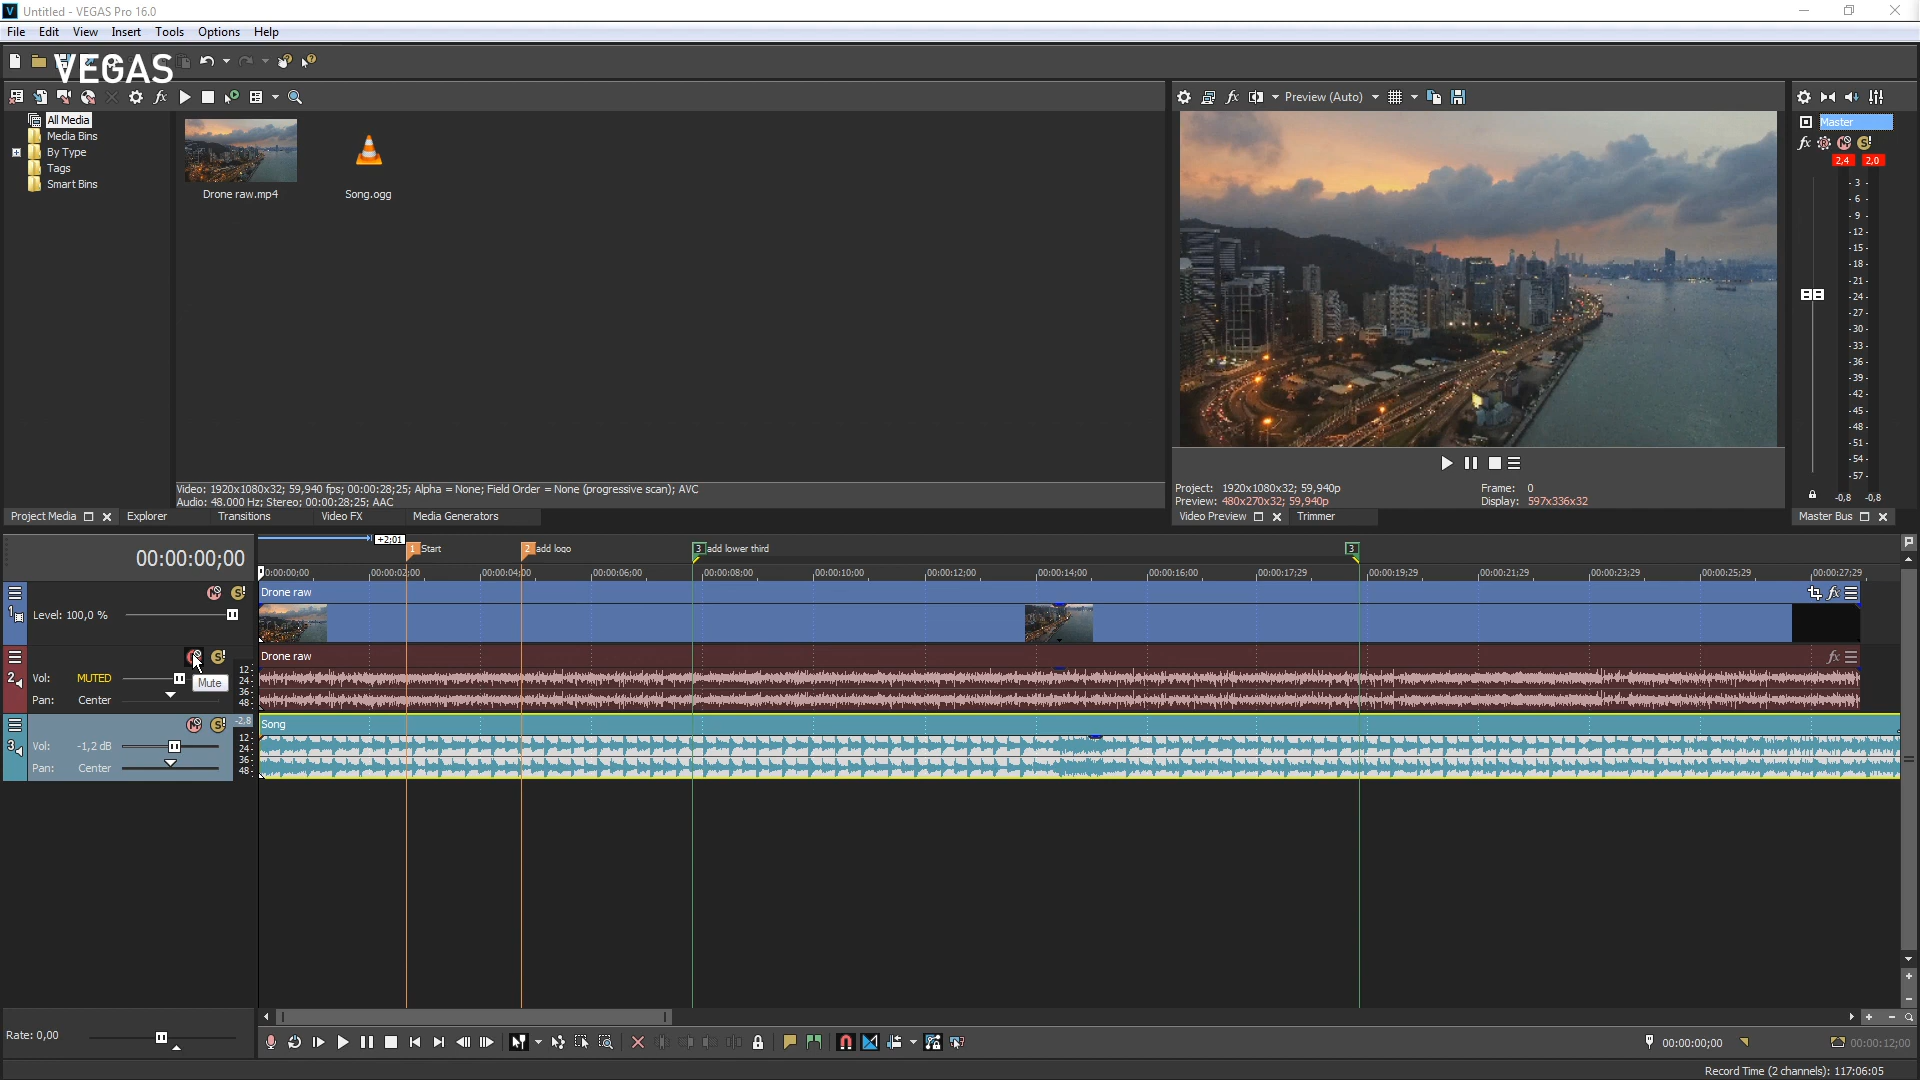 Untitled - VEGAS Pro 16.0
File Edit View Insert Tools Options Help
VEGAS
All Media
Media Bins
By Type
Tags
Smart Bins
Drone raw.mp4
Song.ogg
Video: 1920x1080x32; 59,940 fps; 00:00:28;25; Alpha = None; Field Order = None (progressive scan); AVC
Audio: 48.000 Hz; Stereo; 00:00:28;25; AAC
Project Media Explorer Transitions Video FX Media Generators
Preview (Auto)
Project: 1920x1080x32; 59,940p
Preview: 480x270x32; 59,940p
Frame: 0
Display: 597x336x32
Video Preview Trimmer
Master
2,4 2,0
-3-
-6-
-9-
-12-
-15-
-18-
-21-
-24-
-27-
-30-
-33-
-36-
-39-
-42-
-45-
-48-
-51-
-54-
-57-
-0,8 -0,8
Master Bus
00:00:00;00
+2;01
1 Start
2 add logo
3 add lower third
3
0:00:00;00 00:00:02;00 00:00:04;00 00:00:06;00 00:00:08;00 00:00:10;00 00:00:12;00 00:00:14;00 00:00:16;00 00:00:17;29 00:00:19;29 00:00:21;29 00:00:23;29 00:00:25;29 00:00:27;29
1
Level: 100,0 %
Drone raw
2
Vol: MUTED
Pan: Center
Mute
12-
24-
36-
48-
Drone raw
3
Vol: -1,2 dB
Pan: Center
-2.8
12-
24-
36-
48-
Song
Rate: 0,00
00:00:00;00
00:00:12;00
Record Time (2 channels): 117:06:05